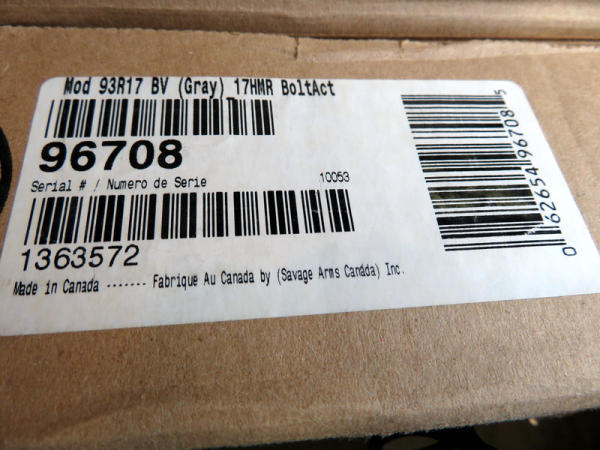 Mod 93R17 BV (Gray) 17HMR BoltAct
96708
Serial # / Numero de Serie 10053
1363572
Made in Canada ------- Fabrique Au Canada by (Savage Arms Canada) Inc.
0 62654 96708 5